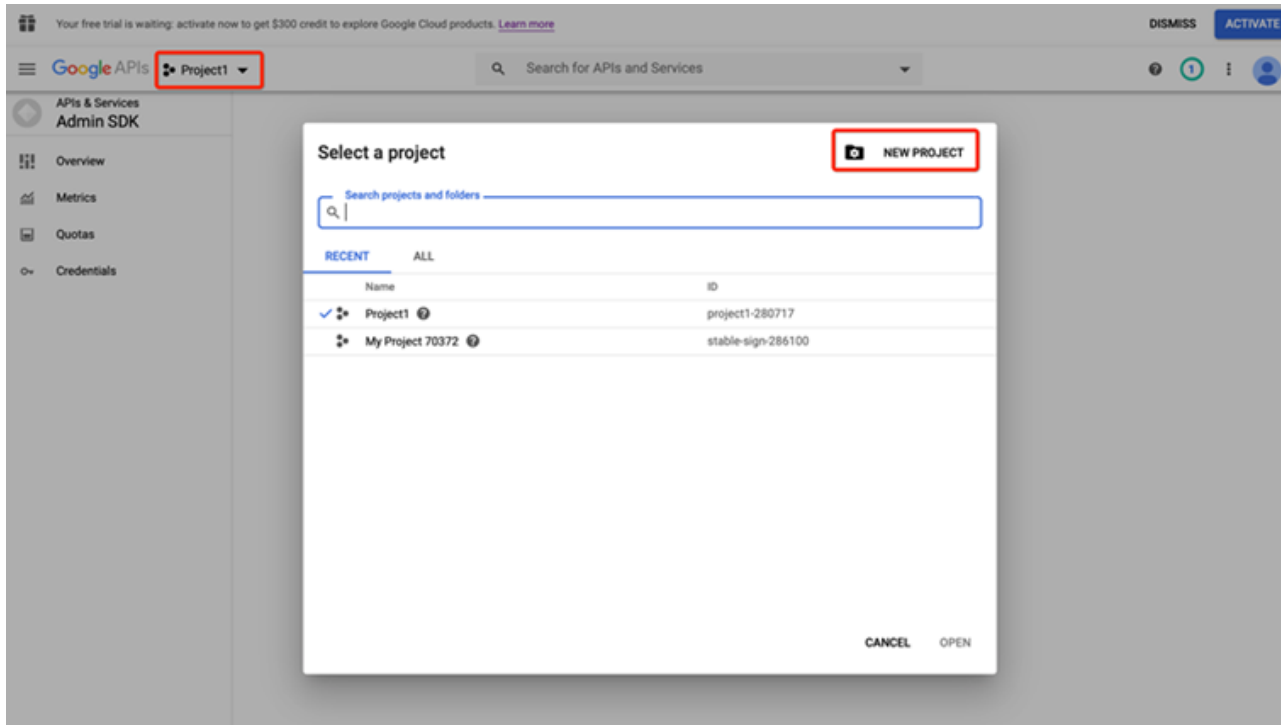 Your free trial is waiting: activate now to get $300 credit to explore Google Cloud products. Learn more
DISMISS
ACTIVATE
Google APIs
Project1
Search for APIs and Services
1
APIs & Services
Admin SDK
Overview
Metrics
Quotas
Credentials
Select a project
NEW PROJECT
Search projects and folders
RECENT ALL
Name ID
Project1 project1-280717
My Project 70372 stable-sign-286100
CANCEL OPEN